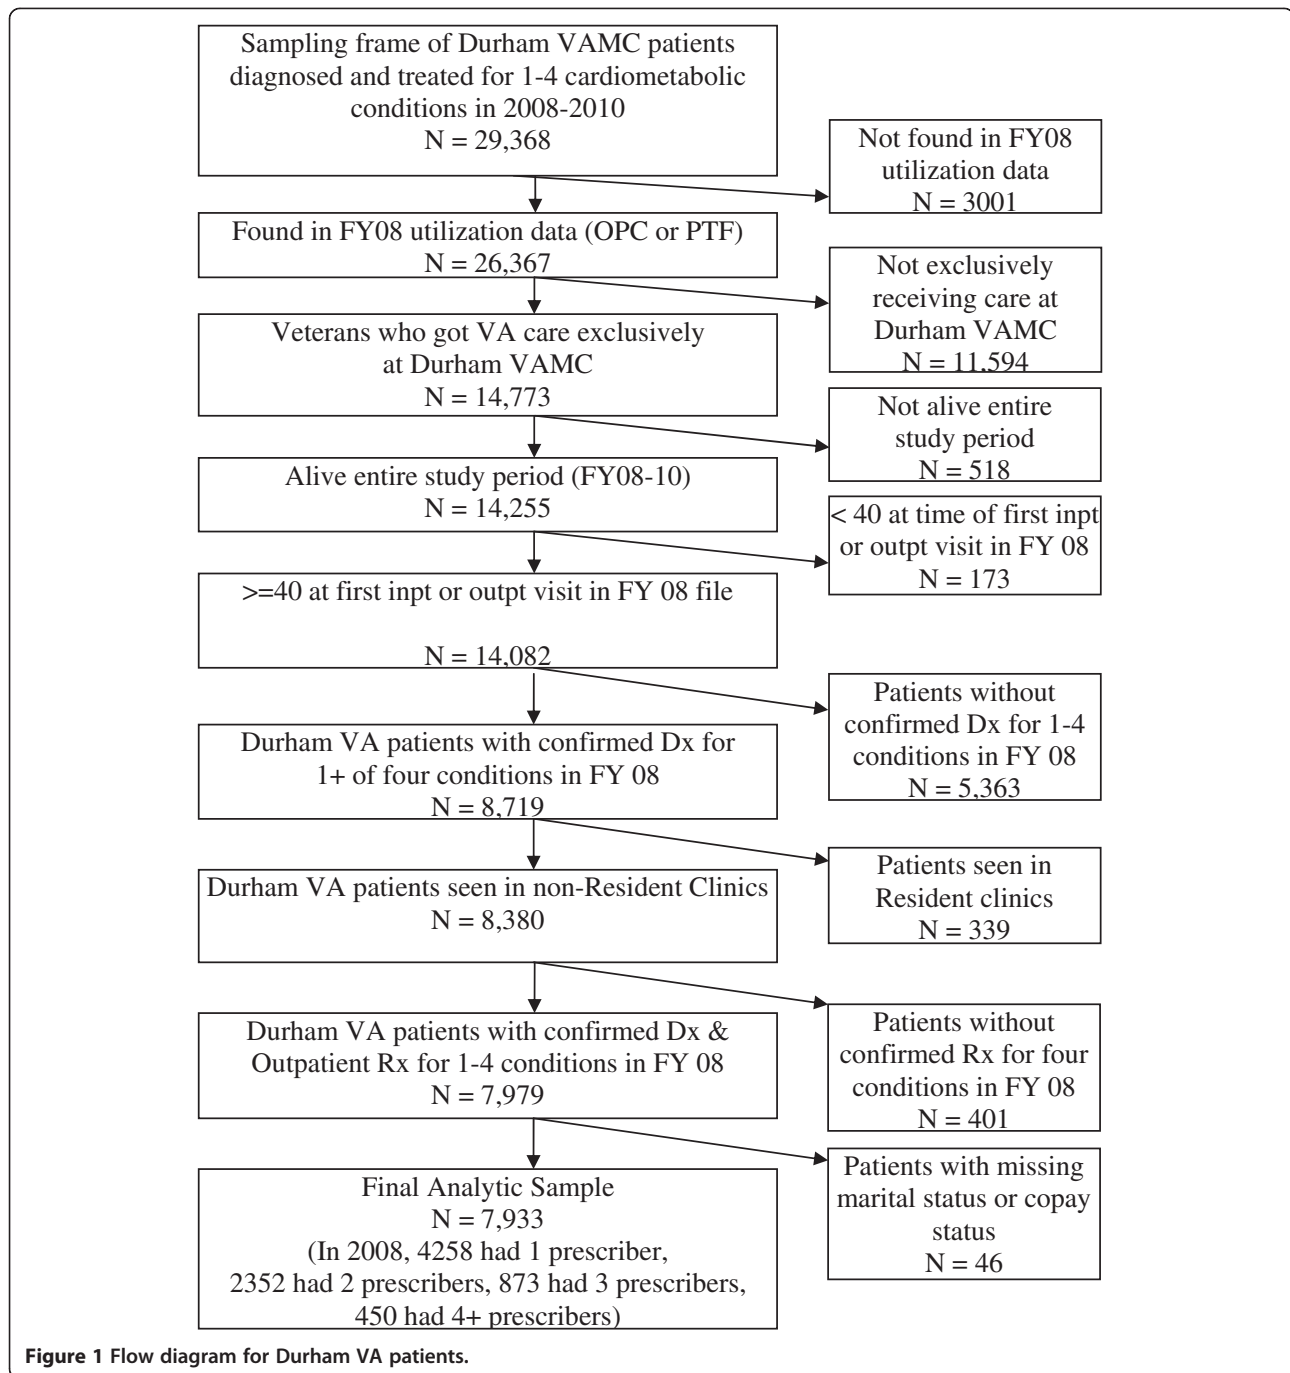 Sampling frame of Durham VAMC patients
diagnosed and treated for 1-4 cardiometabolic
conditions in 2008-2010
N = 29,368
Not found in FY08
utilization data
N = 3001
Found in FY08 utilization data (OPC or PTF)
N = 26,367
Not exclusively
receiving care at
Durham VAMC
N = 11,594
Veterans who got VA care exclusively
at Durham VAMC
N = 14,773
Not alive entire
study period
N = 518
Alive entire study period (FY08-10)
N = 14,255
< 40 at time of first inpt
or outpt visit in FY 08
N = 173
>=40 at first inpt or outpt visit in FY 08 file
N = 14,082
Patients without
confirmed Dx for 1-4
conditions in FY 08
N = 5,363
Durham VA patients with confirmed Dx for
1+ of four conditions in FY 08
N = 8,719
Patients seen in
Resident clinics
N = 339
Durham VA patients seen in non-Resident Clinics
N = 8,380
Patients without
confirmed Rx for four
conditions in FY 08
N = 401
Durham VA patients with confirmed Dx &
Outpatient Rx for 1-4 conditions in FY 08
N = 7,979
Patients with missing
marital status or copay
status
N = 46
Final Analytic Sample
N = 7,933
(In 2008, 4258 had 1 prescriber,
2352 had 2 prescribers, 873 had 3 prescribers,
450 had 4+ prescribers)
Figure 1 Flow diagram for Durham VA patients.